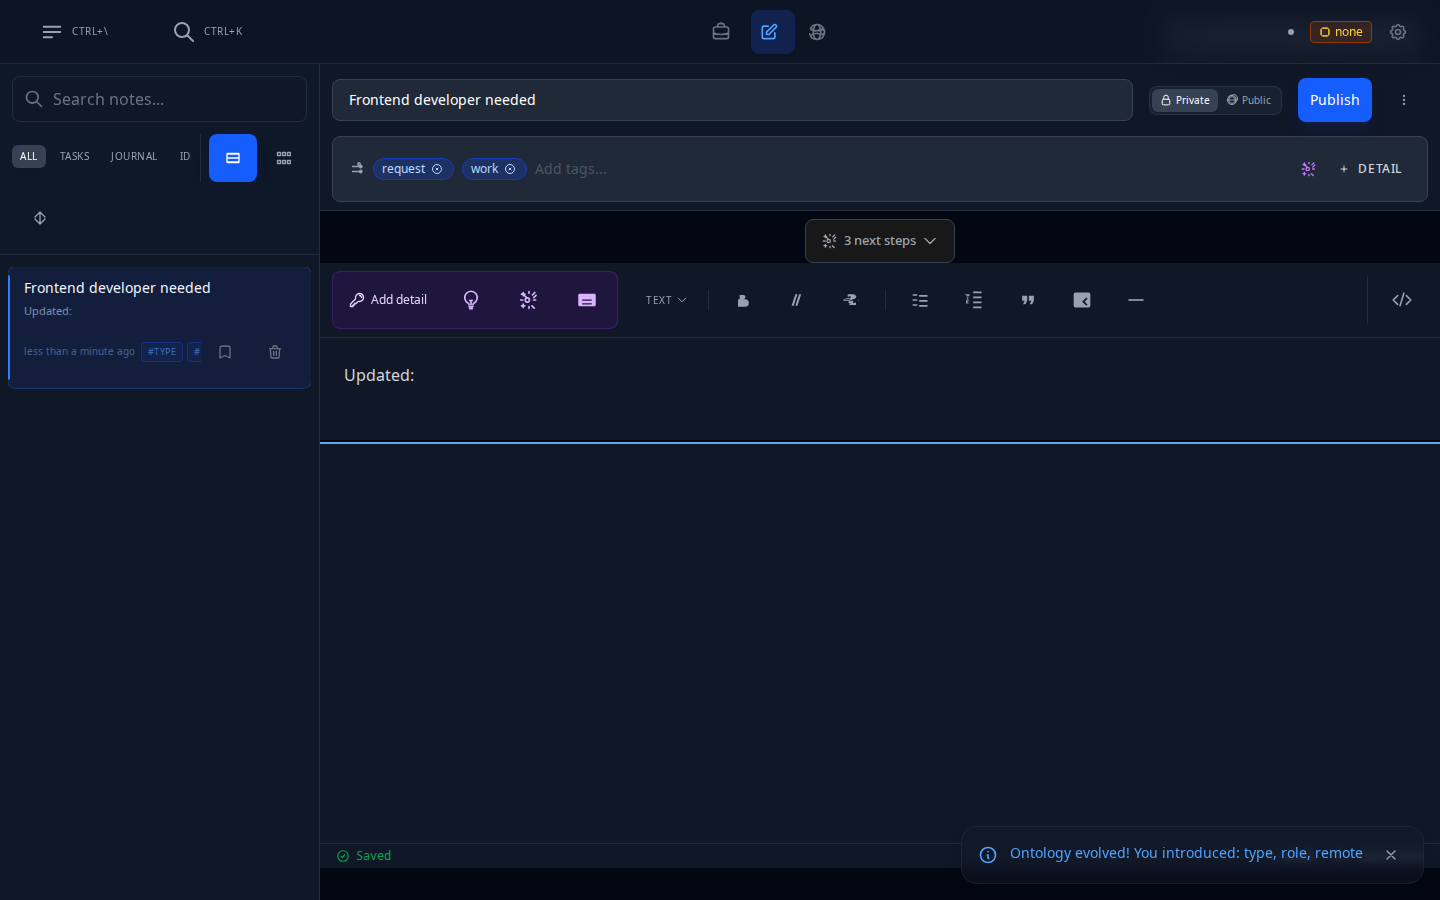 CTRL+\
CTRL+K
none
Search notes...
ALL
TASKS
JOURNAL
ID
Frontend developer needed
Updated:
less than a minute ago
#TYPE
#
Frontend developer needed
Private
Public
Publish
request
work
Add tags...
+ DETAIL
3 next steps
Add detail
TEXT
Updated:
Saved
Ontology evolved! You introduced: type, role, remote